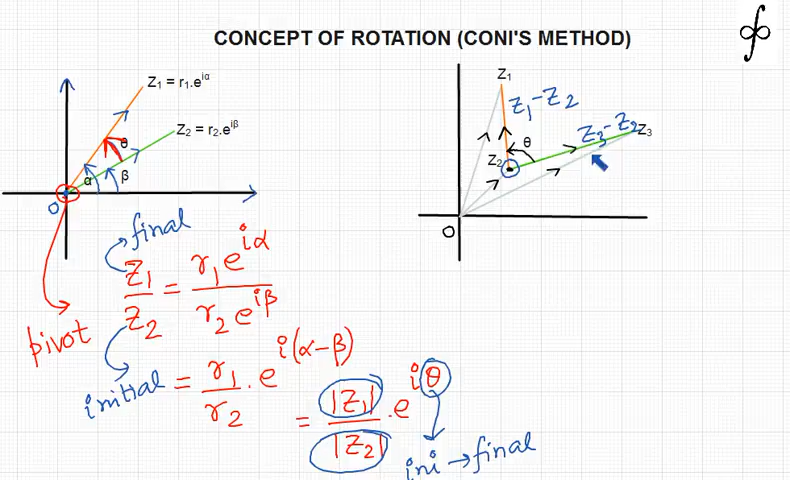 CONCEPT OF ROTATION (CONI'S METHOD)
Z₁ = r₁.e^{iα}
Z₂ = r₂.e^{iβ}
θ
α
β
O
Z₁
Z₁-Z₂
Z₃-Z₂
Z₃
θ
Z₂
O
final
Z₁/Z₂ = r₁e^{iα}/r₂e^{iβ}
pivot
initial
= r₁/r₂ . e^{i(α-β)}
= |Z₁|/|Z₂| . e^{iθ}
ini → final